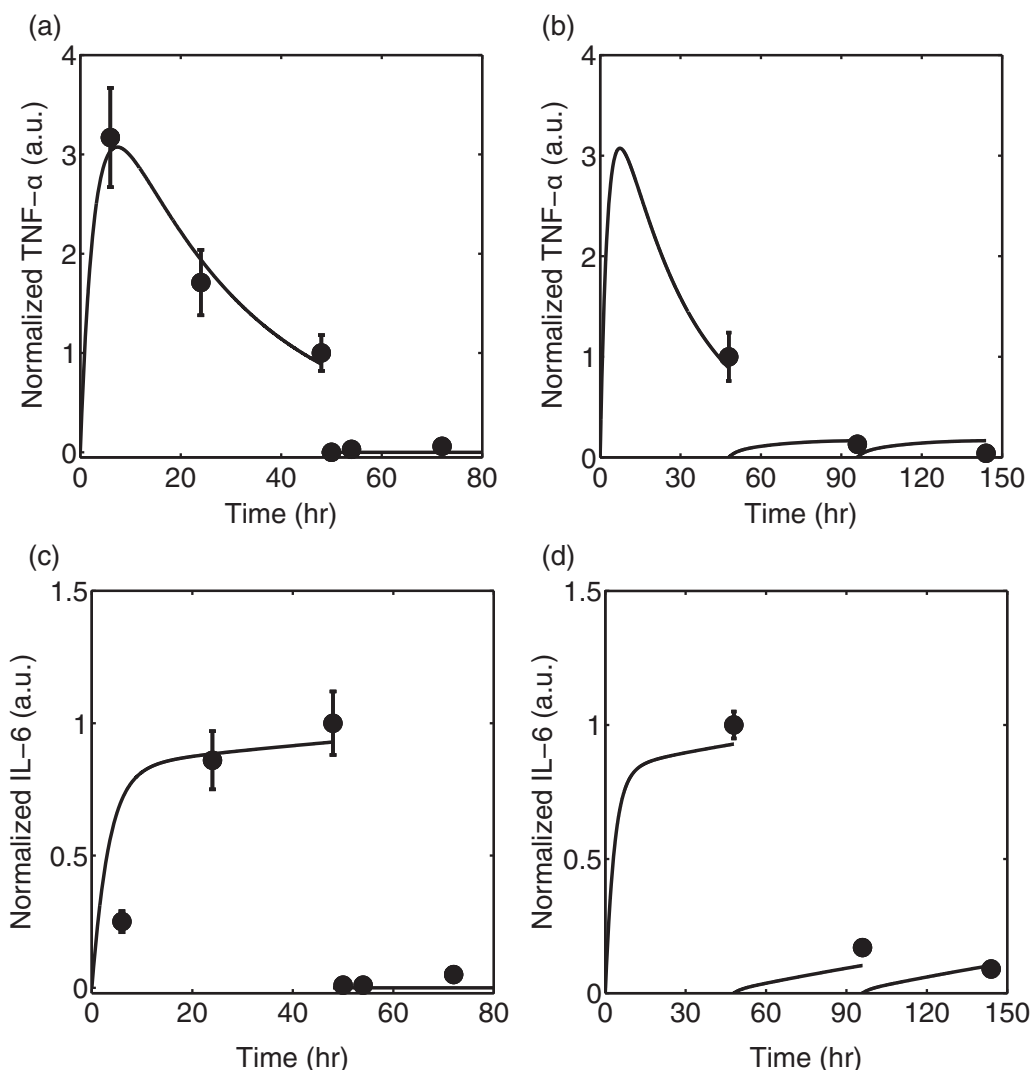 (a)
4
3
2
1
0
0 20 40 60 80
Normalized TNF−α (a.u.)
Time (hr)
(b)
4
3
2
1
0
0 30 60 90 120 150
Normalized TNF−α (a.u.)
Time (hr)
(c)
1.5
1
0.5
0
0 20 40 60 80
Normalized IL−6 (a.u.)
Time (hr)
(d)
1.5
1
0.5
0
0 30 60 90 120 150
Normalized IL−6 (a.u.)
Time (hr)